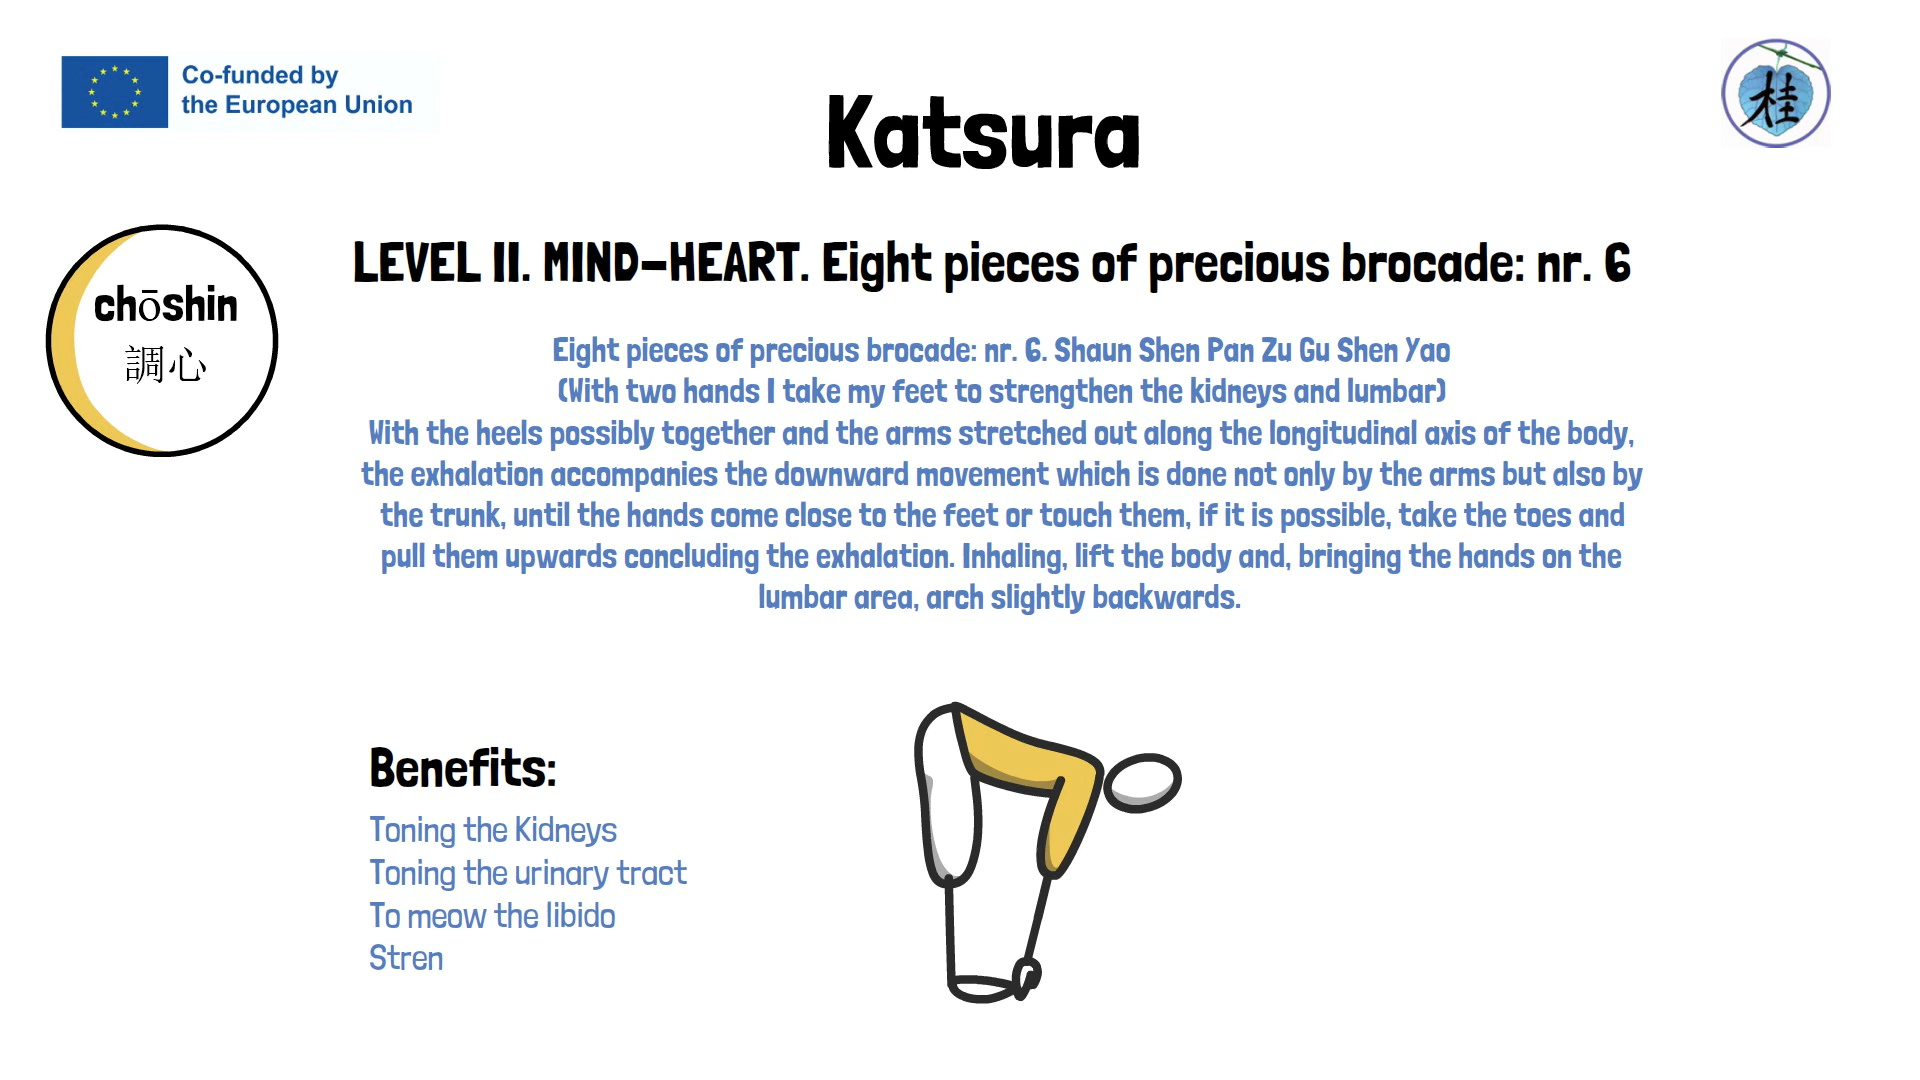 Co-funded by
the European Union
桂
Katsura
LEVEL II. MIND-HEART. Eight pieces of precious brocade: nr. 6
chōshin
調心
Eight pieces of precious brocade: nr. 6. Shaun Shen Pan Zu Gu Shen Yao
(With two hands I take my feet to strengthen the kidneys and lumbar)
With the heels possibly together and the arms stretched out along the longitudinal axis of the body,
the exhalation accompanies the downward movement which is done not only by the arms but also by
the trunk, until the hands come close to the feet or touch them, if it is possible, take the toes and
pull them upwards concluding the exhalation. Inhaling, lift the body and, bringing the hands on the
lumbar area, arch slightly backwards.
Benefits:
Toning the Kidneys
Toning the urinary tract
To meow the libido
Stren